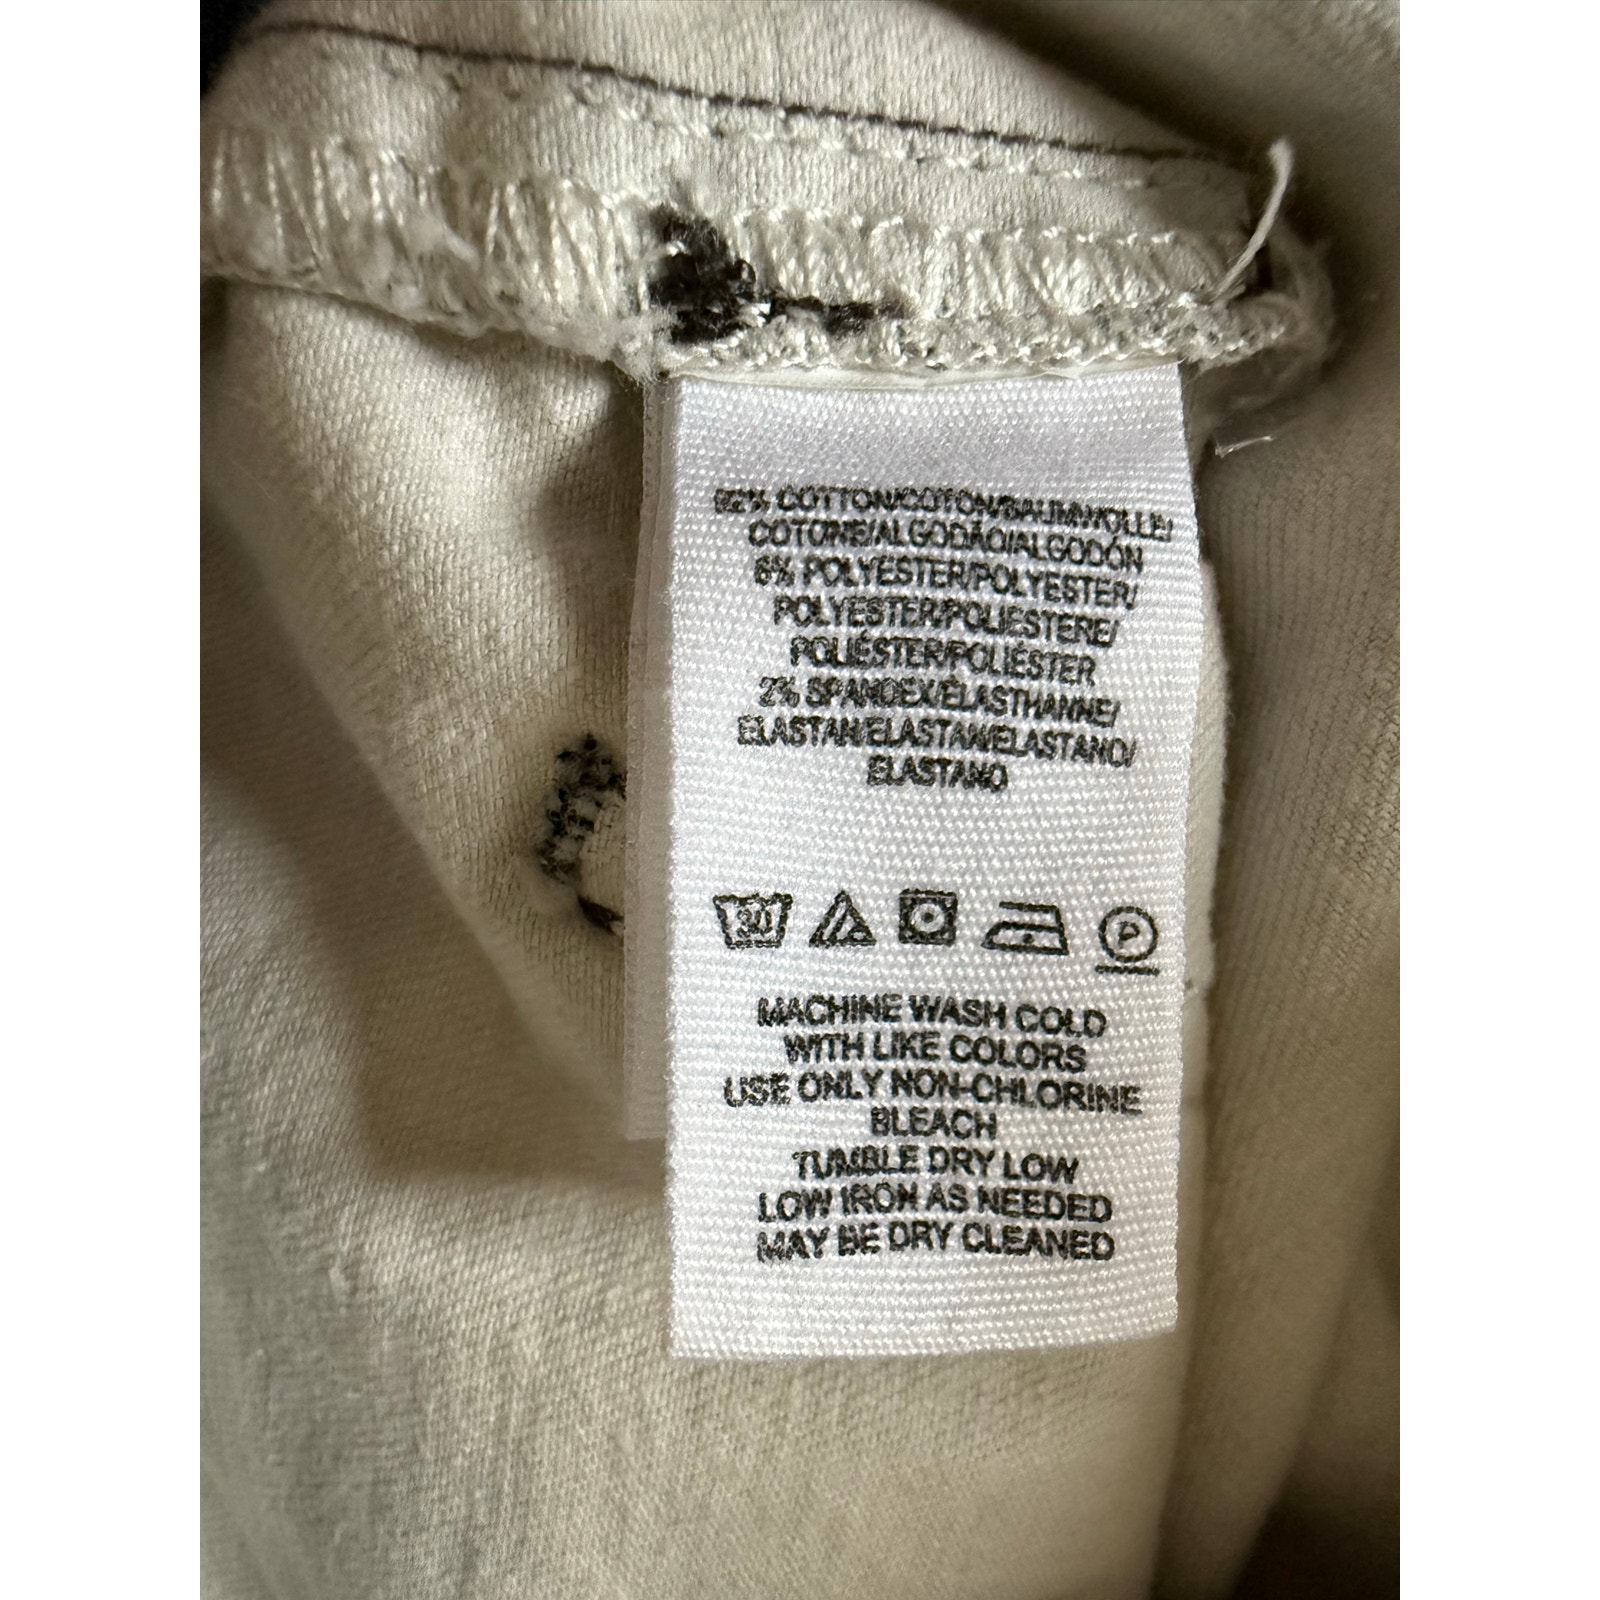 92% COTTON/COTON/BAUMWOLLE/
COTONE/ALGODÃO/ALGODÓN
6% POLYESTER/POLYESTER/
POLYESTER/POLIESTERE/
POLIÉSTER/POLIÉSTER
2% SPANDEX/ÉLASTHANNE/
ELASTAN/ELASTAN/ELASTANO/
ELASTANO
30 P
MACHINE WASH COLD
WITH LIKE COLORS
USE ONLY NON-CHLORINE
BLEACH
TUMBLE DRY LOW
LOW IRON AS NEEDED
MAY BE DRY CLEANED